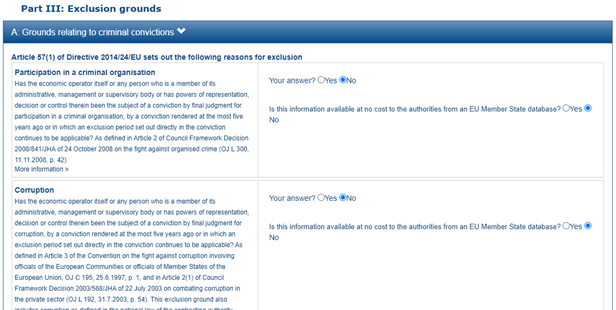 Part III: Exclusion grounds
A: Grounds relating to criminal convictions
Article 57(1) of Directive 2014/24/EU sets out the following reasons for exclusion
Participation in a criminal organisation
Has the economic operator itself or any person who is a member of its
administrative, management or supervisory body or has powers of representation,
decision or control therein been the subject of a conviction by final judgment for
participation in a criminal organisation, by a conviction rendered at the most five
years ago or in which an exclusion period set out directly in the conviction
continues to be applicable? As defined in Article 2 of Council Framework Decision
2008/841/JHA of 24 October 2008 on the fight against organised crime (OJ L 300,
11.11.2008, p. 42).
More information »
Your answer? Yes No
Is this information available at no cost to the authorities from an EU Member State database? Yes
No
Corruption
Has the economic operator itself or any person who is a member of its
administrative, management or supervisory body or has powers of representation,
decision or control therein been the subject of a conviction by final judgment for
corruption, by a conviction rendered at the most five years ago or in which an
exclusion period set out directly in the conviction continues to be applicable? As
defined in Article 3 of the Convention on the fight against corruption involving
officials of the European Communities or officials of Member States of the
European Union, OJ C 195, 25.6.1997, p. 1, and in Article 2(1) of Council
Framework Decision 2003/568/JHA of 22 July 2003 on combating corruption in
the private sector (OJ L 192, 31.7.2003, p. 54). This exclusion ground also
includes corruption as defined in the national law of the contracting authority
Your answer? Yes No
Is this information available at no cost to the authorities from an EU Member State database? Yes
No